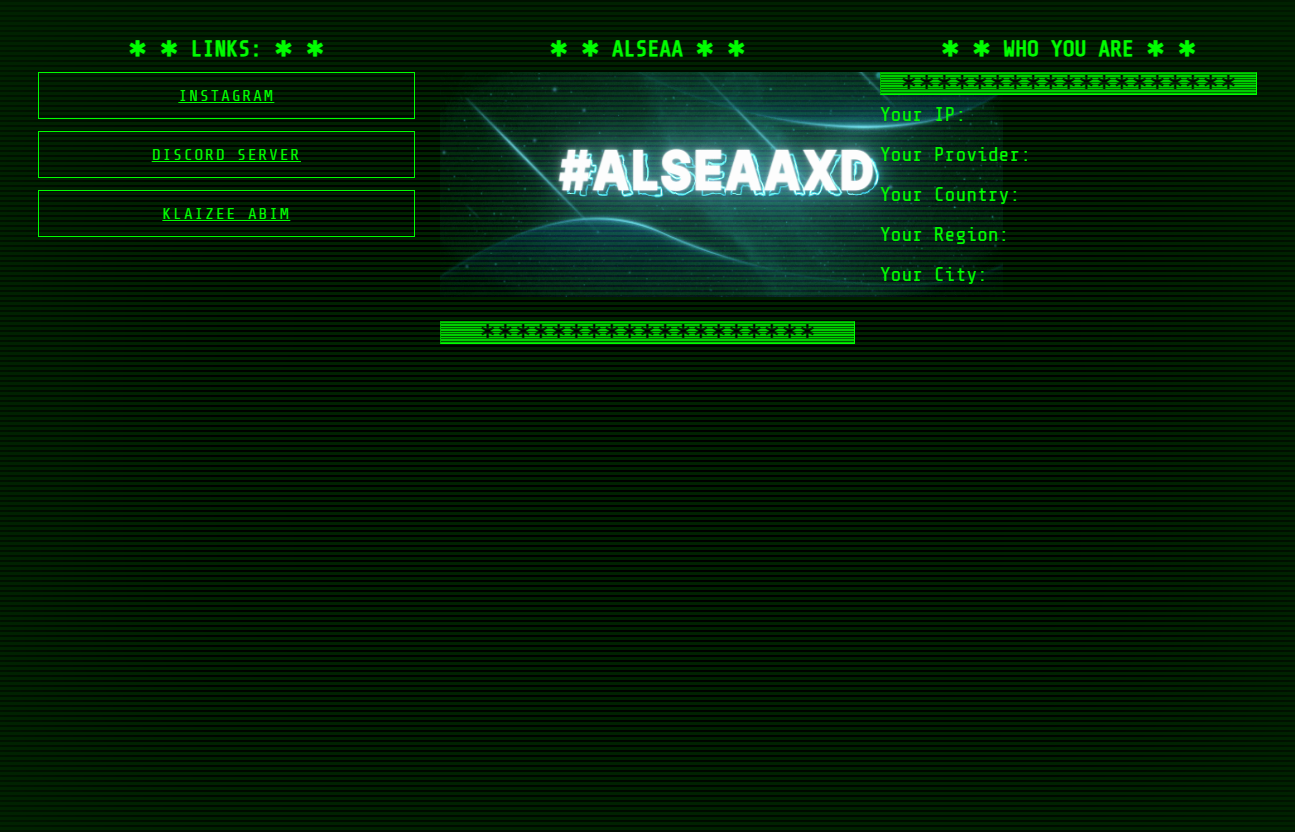 ✱ ✱ LINKS: ✱ ✱
INSTAGRAM
DISCORD SERVER
KLAIZEE ABIM
✱ ✱ ALSEAA ✱ ✱
#ALSEAAXD
✱ ✱ WHO YOU ARE ✱ ✱
Your IP:
Your Provider:
Your Country:
Your Region:
Your City: